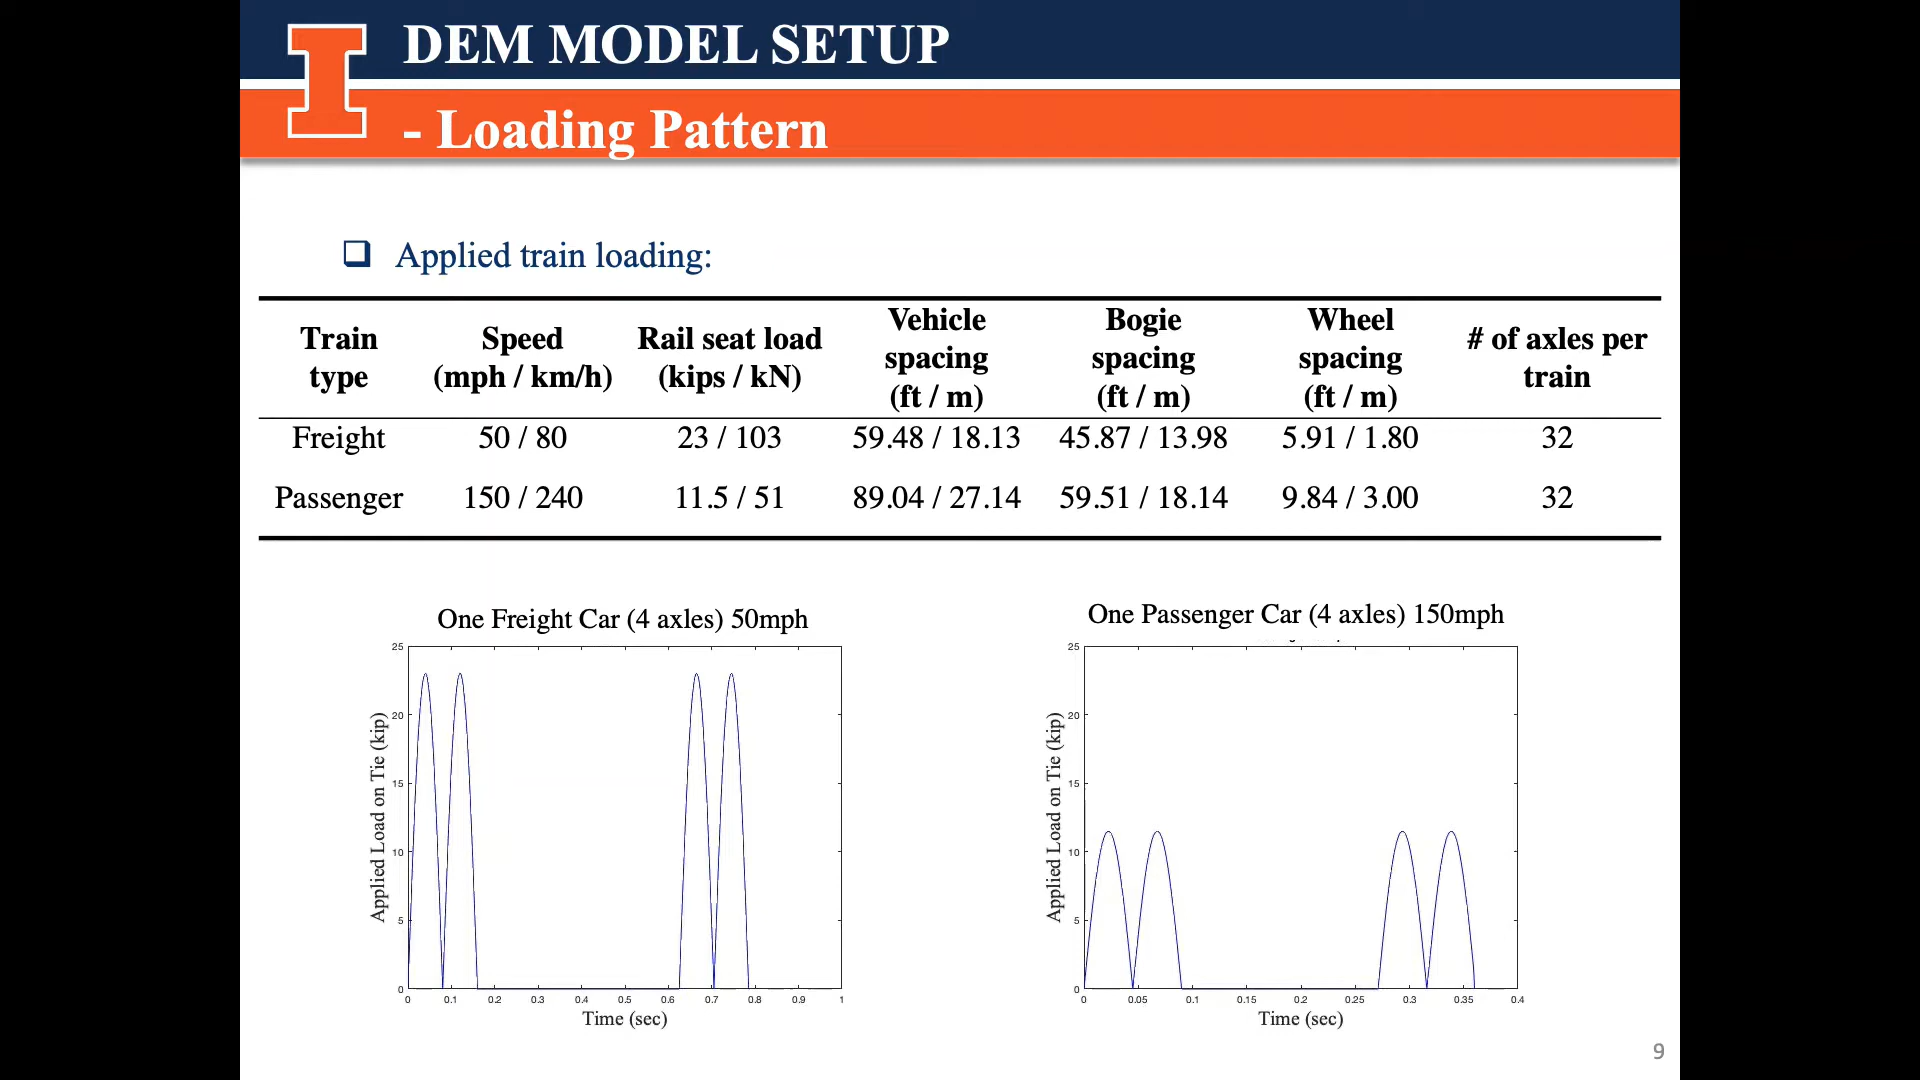 DEM MODEL SETUP
- Loading Pattern
Applied train loading:
Train type
Speed (mph / km/h)
Rail seat load (kips / kN)
Vehicle spacing (ft / m)
Bogie spacing (ft / m)
Wheel spacing (ft / m)
# of axles per train
Freight 50 / 80 23 / 103 59.48 / 18.13 45.87 / 13.98 5.91 / 1.80 32
Passenger 150 / 240 11.5 / 51 89.04 / 27.14 59.51 / 18.14 9.84 / 3.00 32
One Freight Car (4 axles) 50mph
Applied Load on Tie (kip)
25
20
15
10
5
0
0 0.1 0.2 0.3 0.4 0.5 0.6 0.7 0.8 0.9 1
Time (sec)
One Passenger Car (4 axles) 150mph
Applied Load on Tie (kip)
25
20
15
10
5
0
0 0.05 0.1 0.15 0.2 0.25 0.3 0.35 0.4
Time (sec)
9